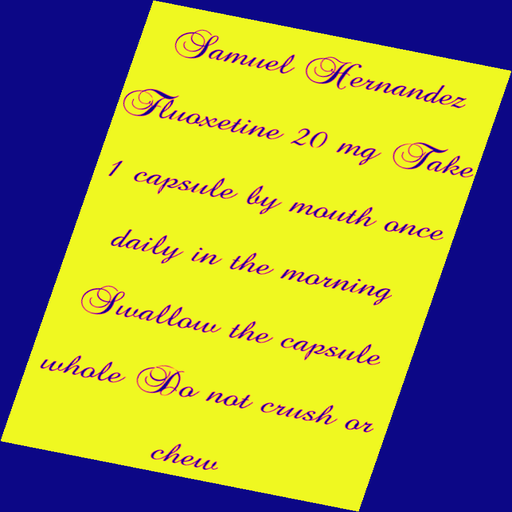 Samuel Hernandez
Fluoxetine 20 mg Take
1 capsule by mouth once
daily in the morning
Swallow the capsule
whole Do not crush or
chew